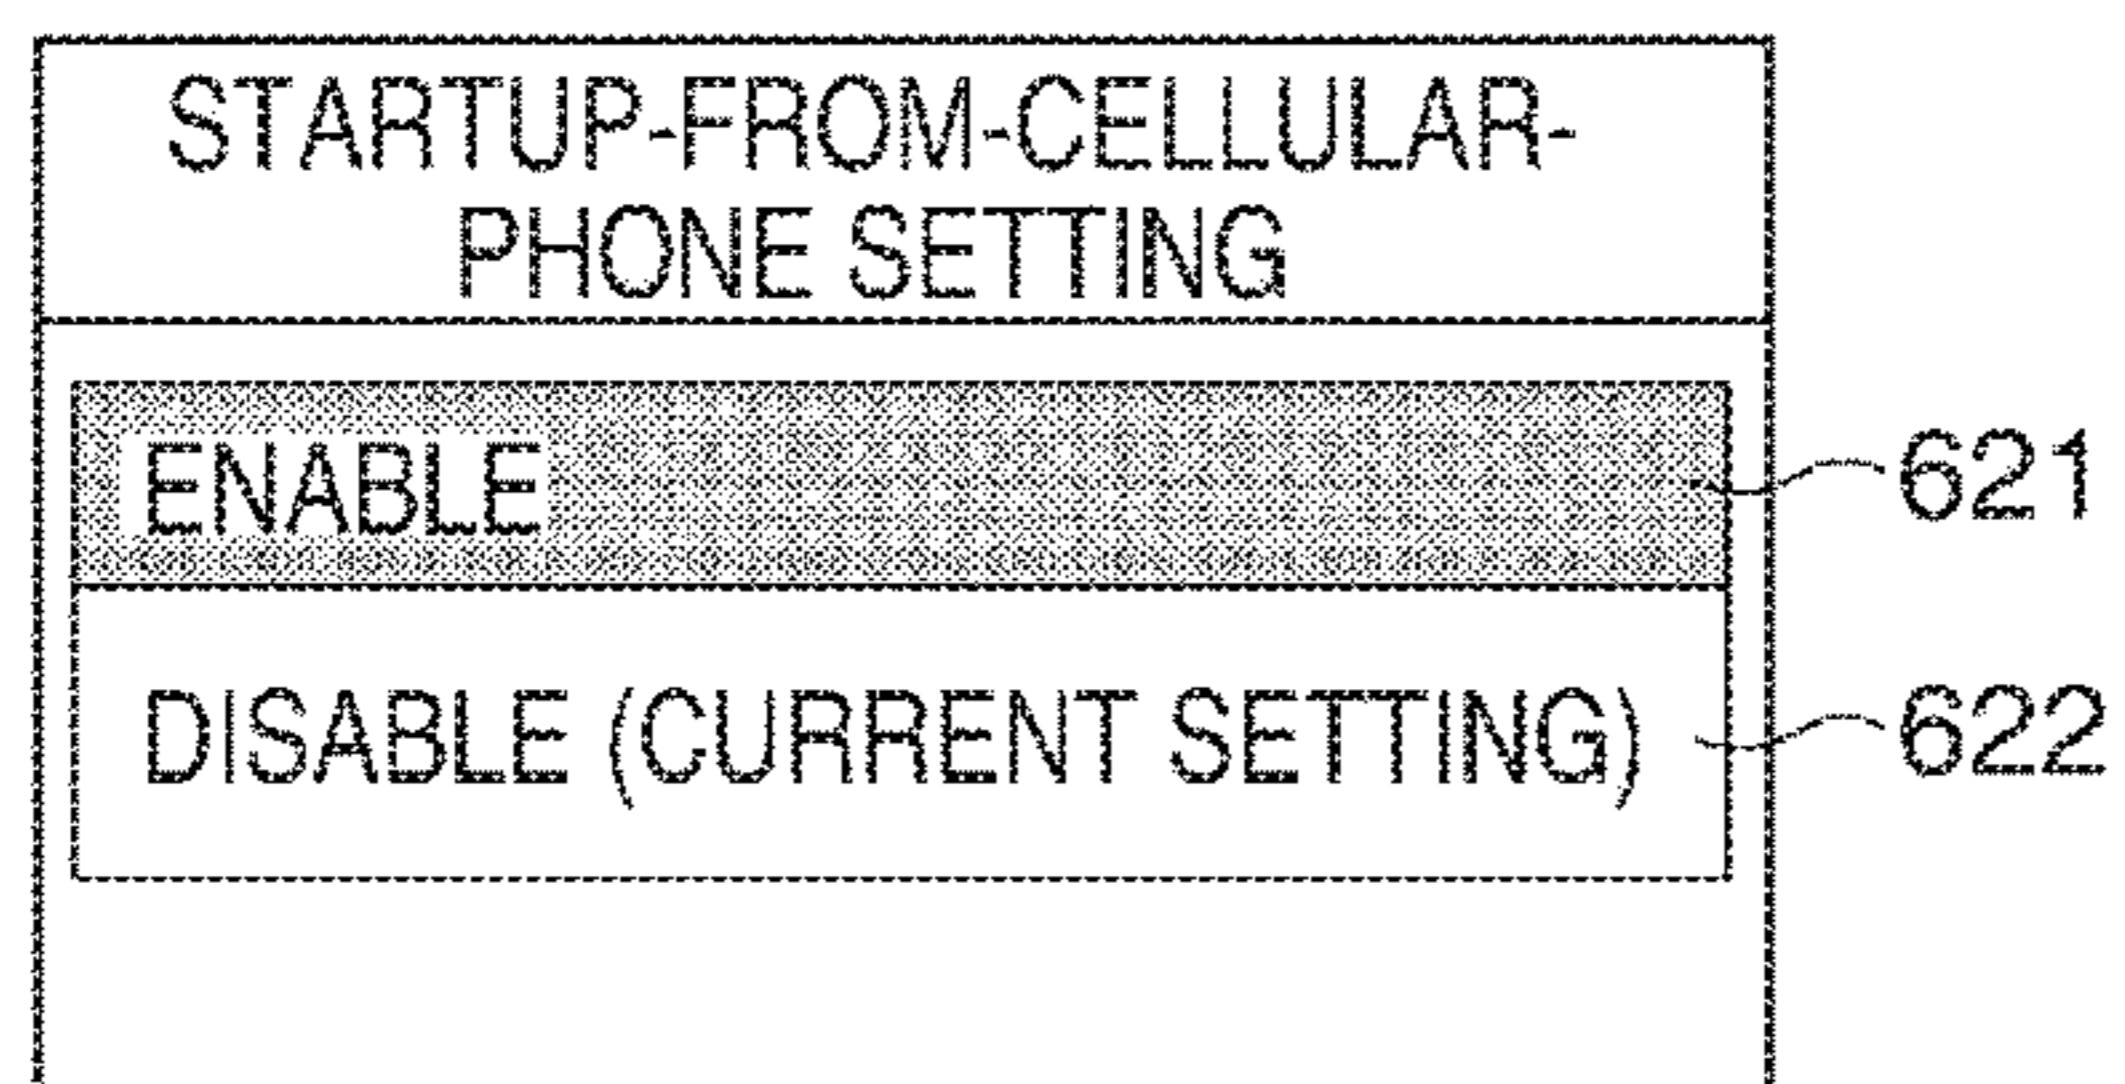 STARTUP-FROM-CELLULAR-
PHONE SETTING
ENABLE
621
DISABLE (CURRENT SETTING)
622